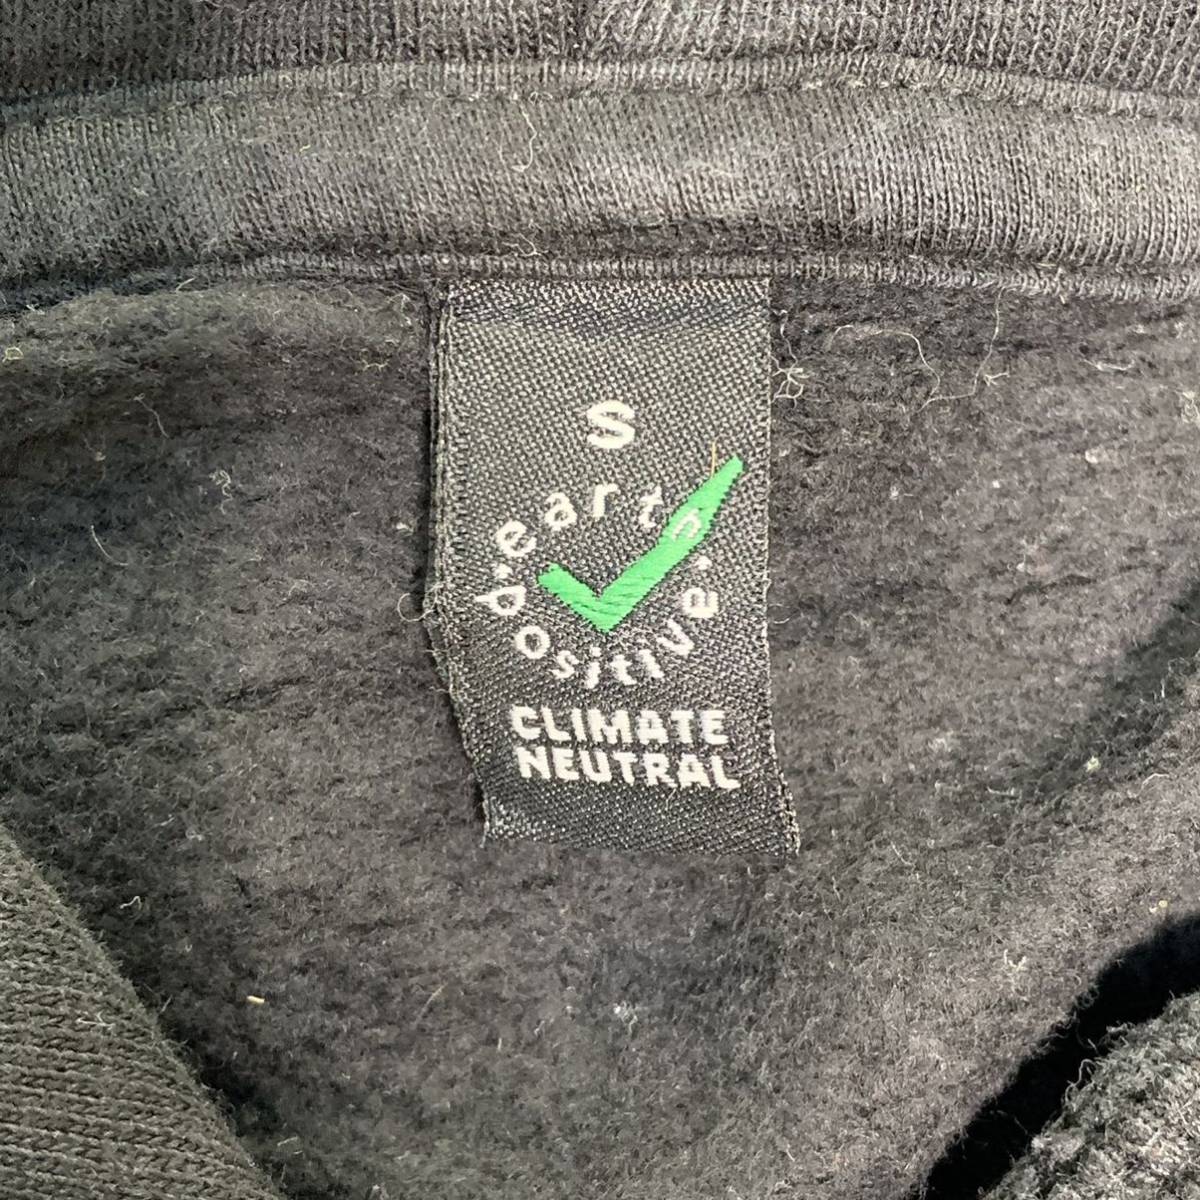 S
earth
positive
CLIMATE
NEUTRAL